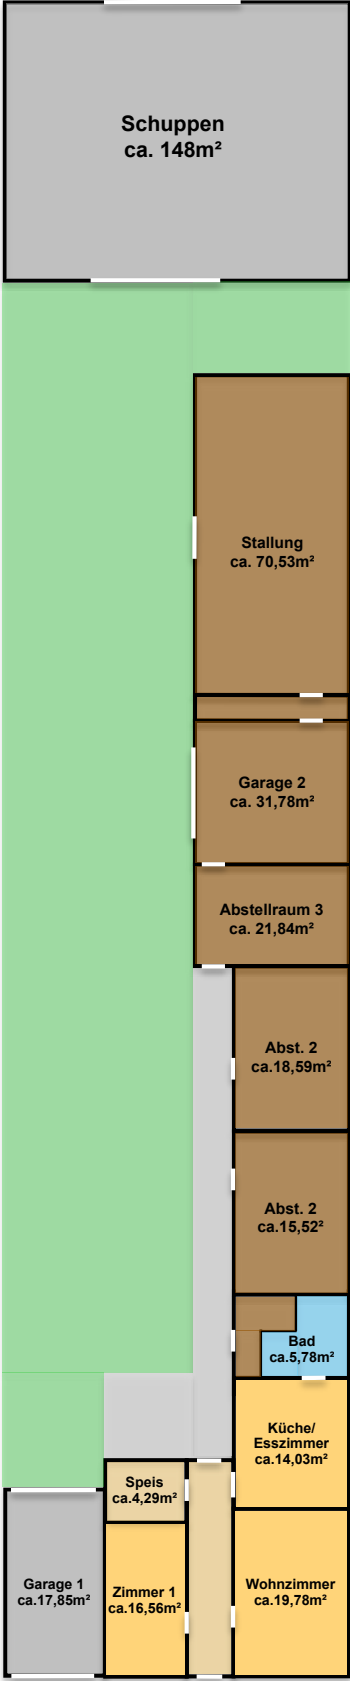 Schuppen
ca. 148m²
Stallung
ca. 70,53m²
Garage 2
ca. 31,78m²
Abstellraum 3
ca. 21,84m²
Abst. 2
ca.18,59m²
Abst. 2
ca.15,52²
Bad
ca.5,78m²
Küche/
Esszimmer
ca.14,03m²
Speis
ca.4,29m²
Garage 1
ca.17,85m²
Zimmer 1
ca.16,56m²
Wohnzimmer
ca.19,78m²